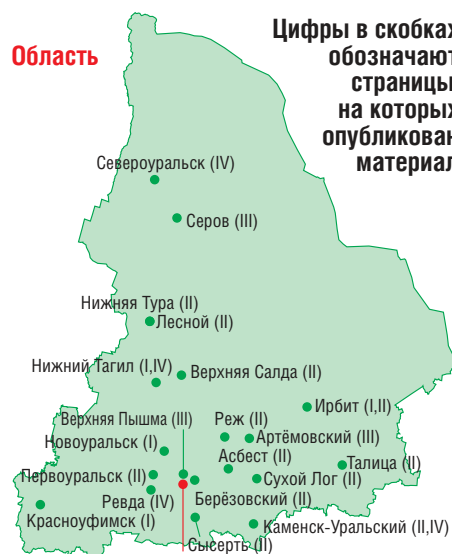 Область
Цифры в скобках
обозначают
страницы,
на которых
опубликован
материал
Североуральск (IV)
Серов (III)
Нижняя Тура (II)
Лесной (II)
Нижний Тагил (I,IV)
Верхняя Салда (II)
Ирбит (I,II)
Верхняя Пышма (III)
Реж (II)
Новоуральск (I)
Артёмовский (III)
Асбест (II)
Талица (II)
Первоуральск (II)
Сухой Лог (II)
Ревда (IV)
Берёзовский (II)
Красноуфимск (I)
Каменск-Уральский (II,IV)
Сысерть (II)